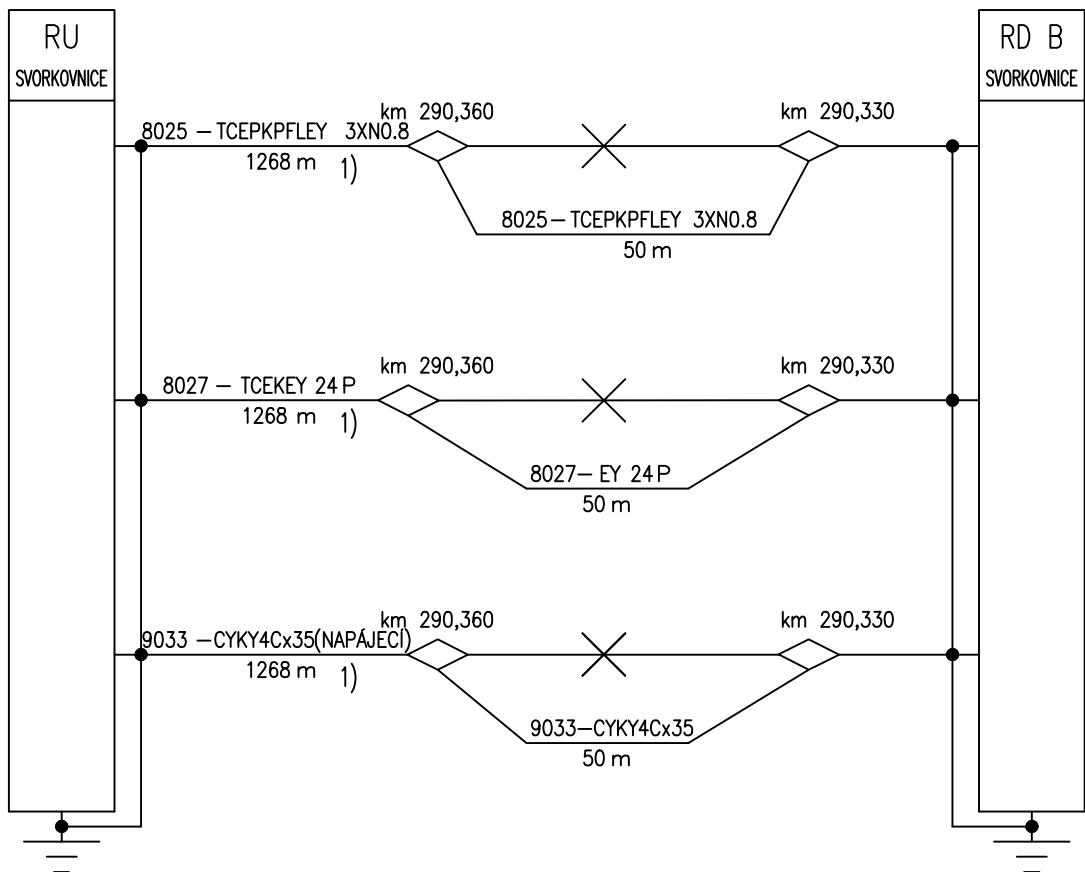 RU
SVORKOVNICE
RD B
SVORKOVNICE
km 290,360
km 290,330
8025 – TCEPKPFLEY 3XN0.8
1268 m 1)
8025 – TCEPKPFLEY 3XN0.8
50 m
km 290,360
km 290,330
8027 – TCEKEY 24 P
1268 m 1)
8027 – EY 24 P
50 m
km 290,360
km 290,330
9033 – CYKY4Cx35(NAPÁJECÍ)
1268 m 1)
9033–CYKY4Cx35
50 m